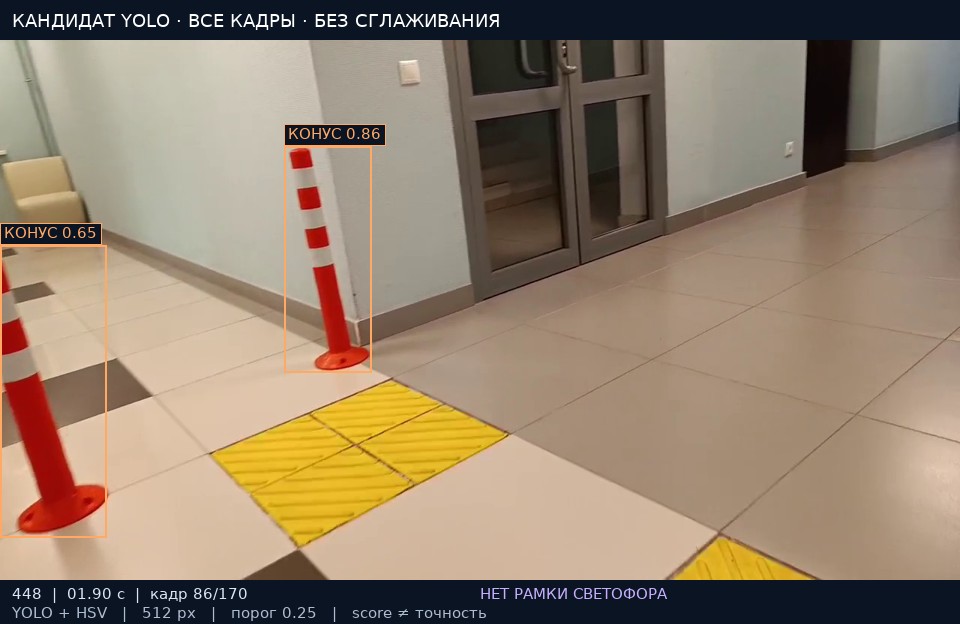 КАНДИДАТ YOLO · ВСЕ КАДРЫ · БЕЗ СГЛАЖИВАНИЯ
КОНУС 0.86
КОНУС 0.65
448 | 01.90 с | кадр 86/170
НЕТ РАМКИ СВЕТОФОРА
YOLO + HSV | 512 px | порог 0.25 | score ≠ точность